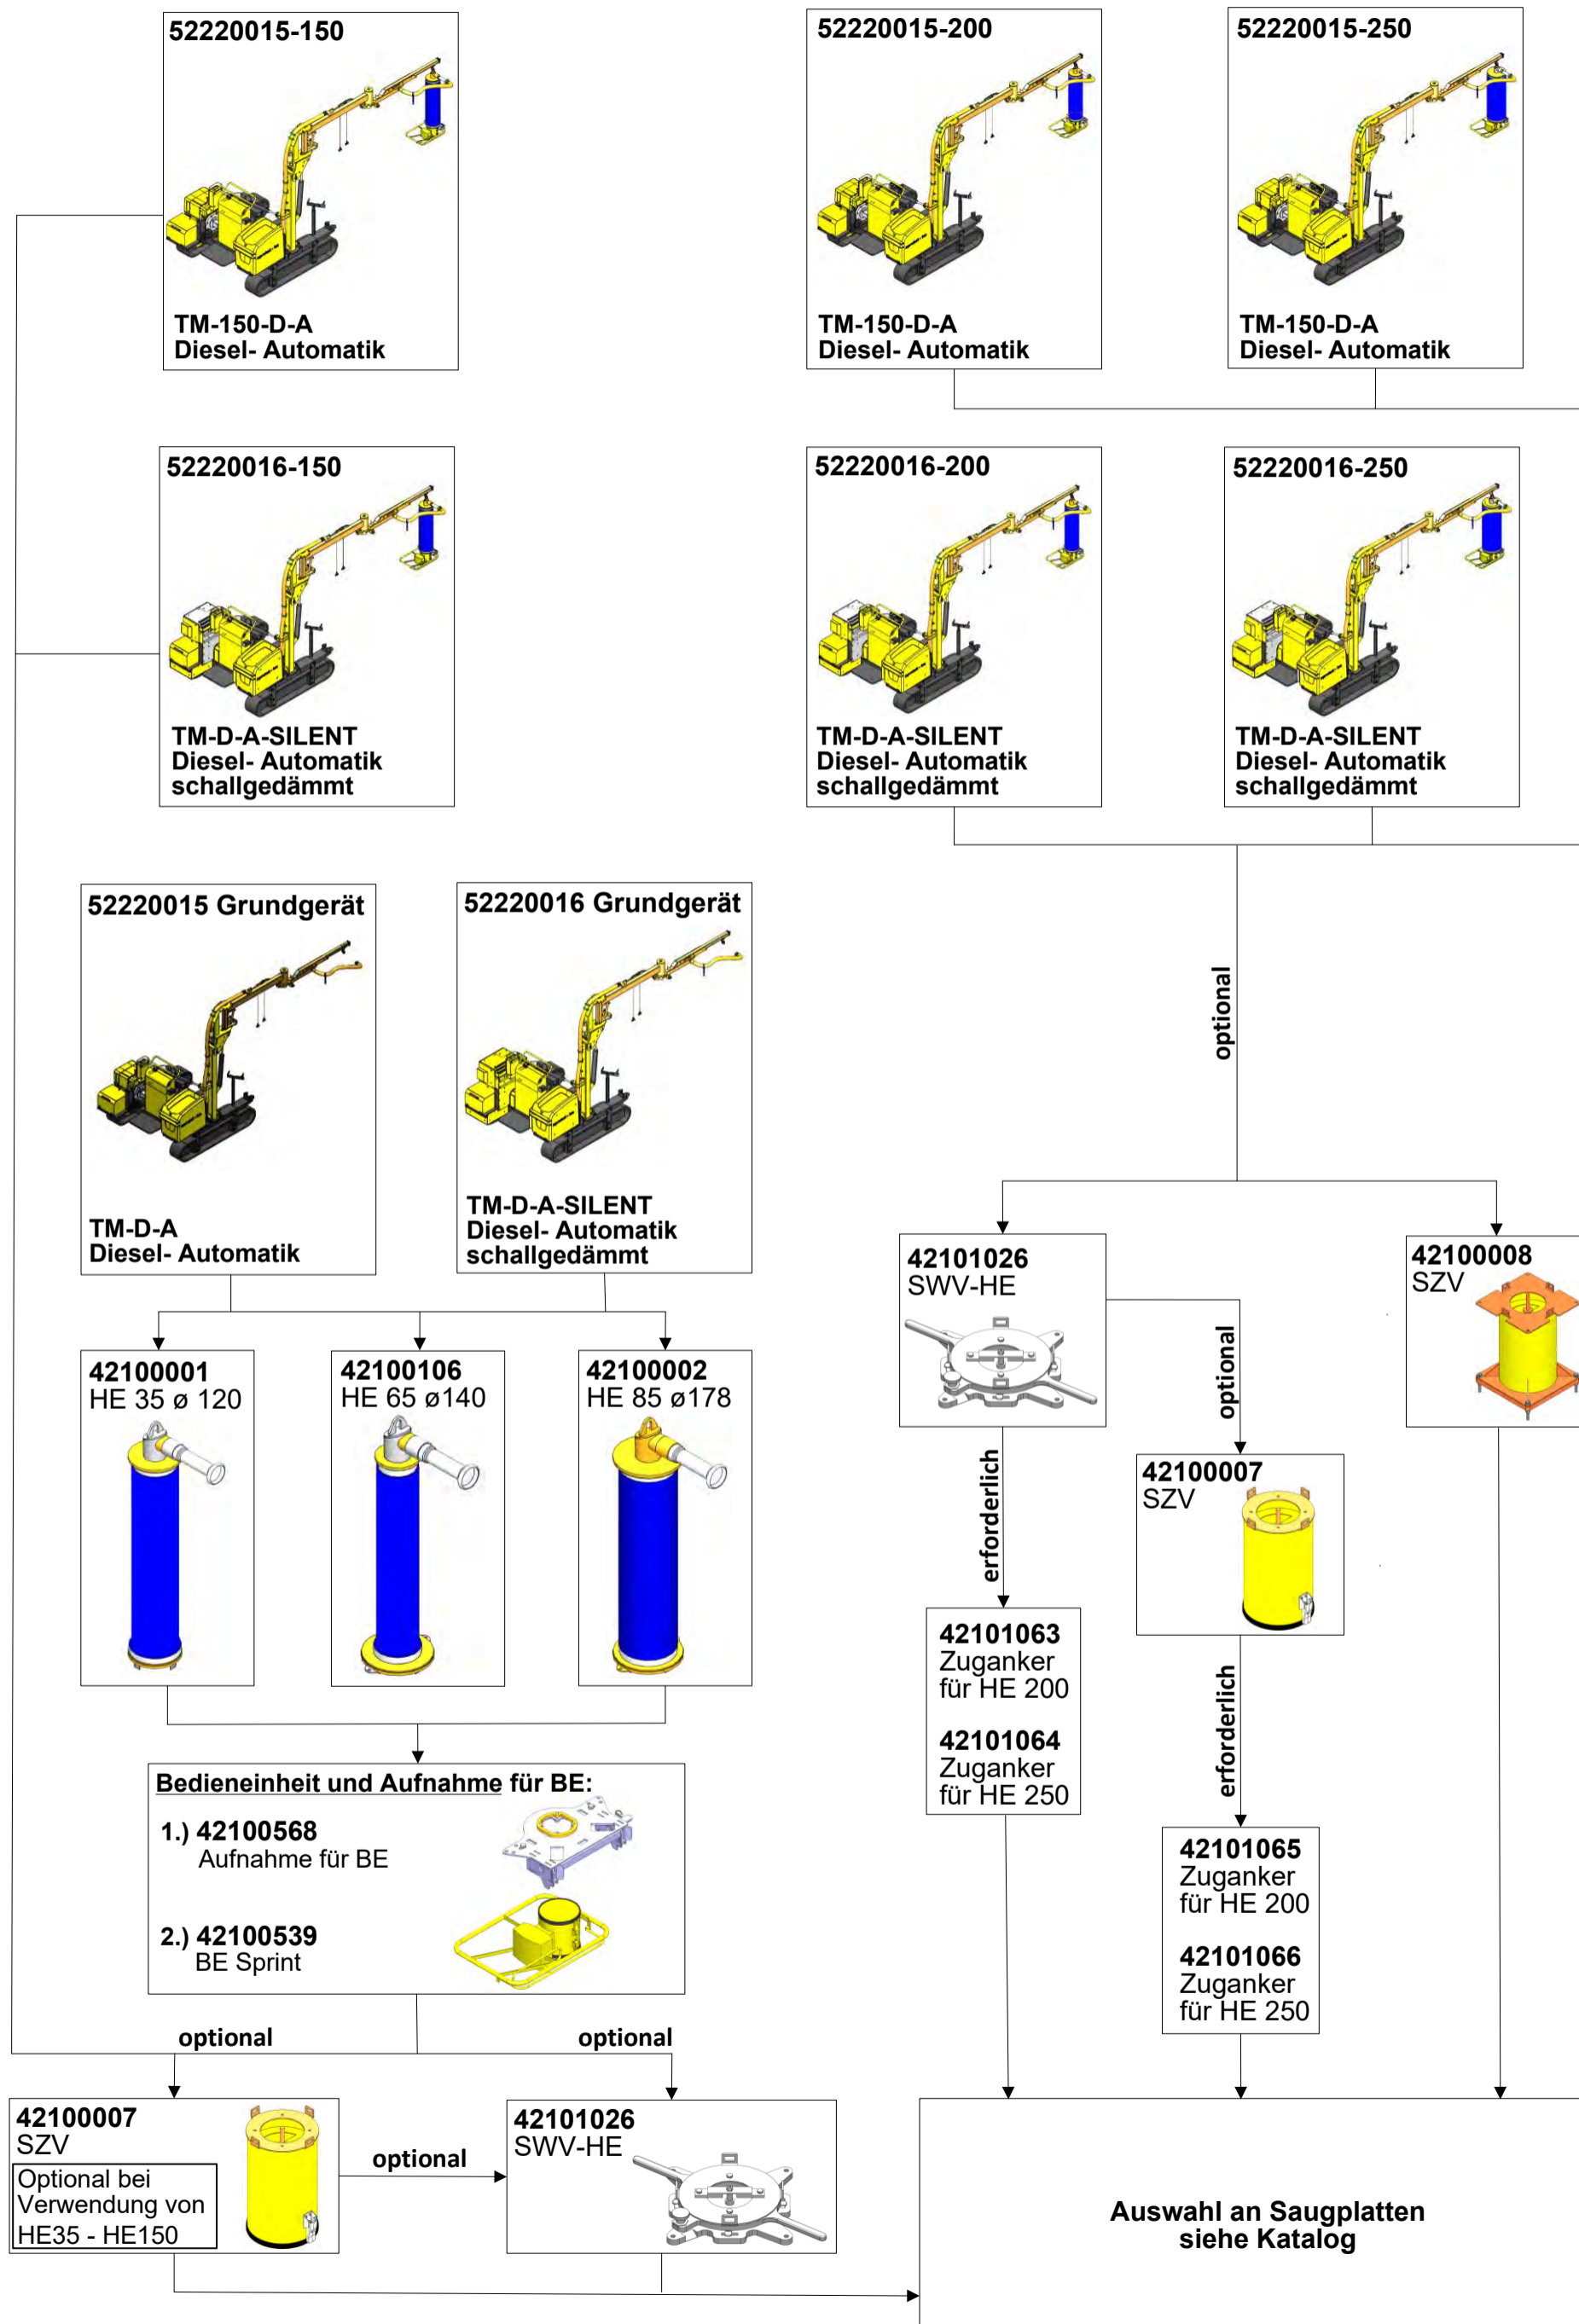 52220015-150
TM-150-D-A
Diesel- Automatik
52220015-200
TM-150-D-A
Diesel- Automatik
52220015-250
TM-150-D-A
Diesel- Automatik
52220016-150
TM-D-A-SILENT
Diesel- Automatik
schallgedämmt
52220016-200
TM-D-A-SILENT
Diesel- Automatik
schallgedämmt
52220016-250
TM-D-A-SILENT
Diesel- Automatik
schallgedämmt
52220015 Grundgerät
TM-D-A
Diesel- Automatik
52220016 Grundgerät
TM-D-A-SILENT
Diesel- Automatik
schallgedämmt
optional
42100001
HE 35 ø 120
42100106
HE 65 ø140
42100002
HE 85 ø178
42101026
SWV-HE
42100008
SZV
optional
erforderlich
42100007
SZV
42101063
Zuganker
für HE 200
42101064
Zuganker
für HE 250
erforderlich
42101065
Zuganker
für HE 200
42101066
Zuganker
für HE 250
Bedieneinheit und Aufnahme für BE:
1.) 42100568
Aufnahme für BE
2.) 42100539
BE Sprint
optional
optional
42100007
SZV
Optional bei
Verwendung von
HE35 - HE150
optional
42101026
SWV-HE
Auswahl an Saugplatten
siehe Katalog